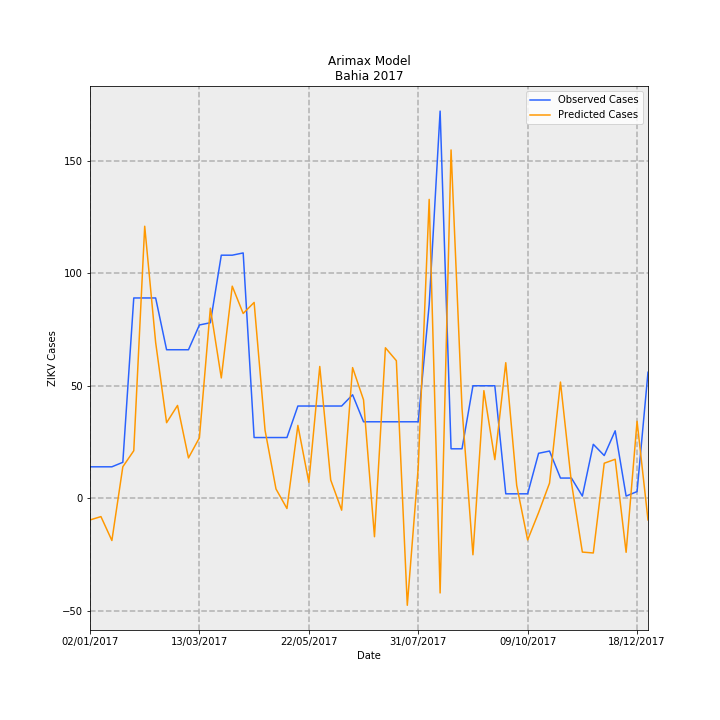 Arimax Model
Bahia 2017
Observed Cases
Predicted Cases
ZIKV Cases
150
100
50
0
−50
02/01/2017
13/03/2017
22/05/2017
31/07/2017
09/10/2017
18/12/2017
Date